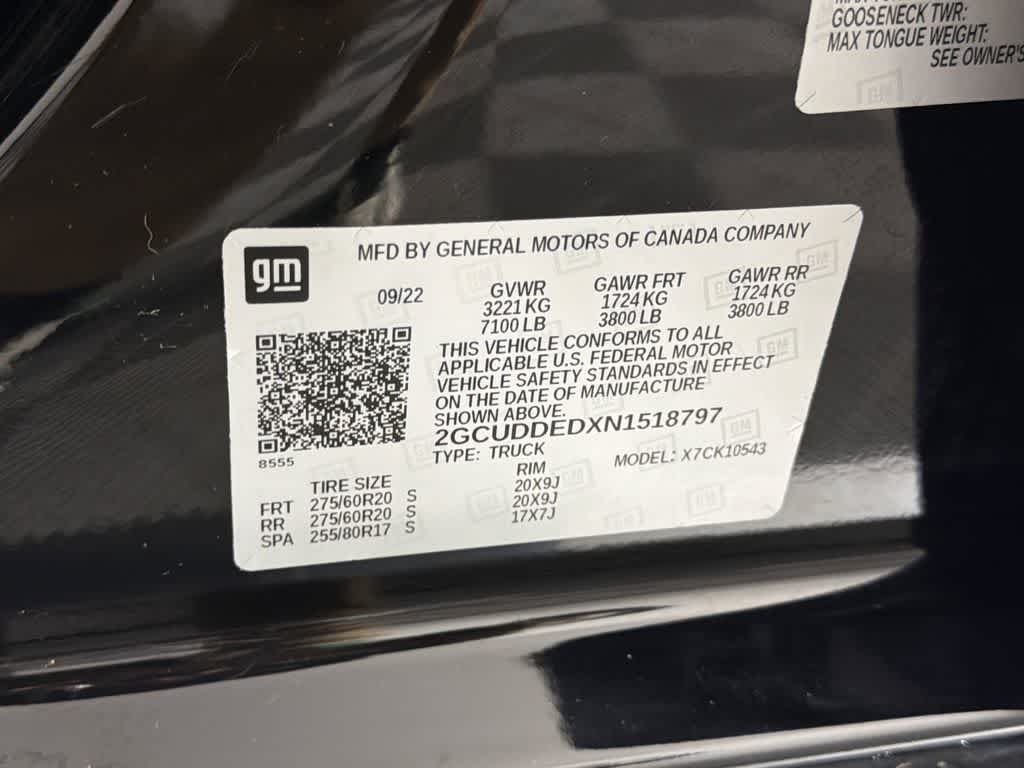 GOOSENECK TWR:
MAX TONGUE WEIGHT:
SEE OWNER'S
GM
gm
MFD BY GENERAL MOTORS OF CANADA COMPANY
09/22
GVWR GAWR FRT GAWR RR
3221 KG 1724 KG 1724 KG
7100 LB 3800 LB 3800 LB
THIS VEHICLE CONFORMS TO ALL
APPLICABLE U.S. FEDERAL MOTOR
VEHICLE SAFETY STANDARDS IN EFFECT
ON THE DATE OF MANUFACTURE
SHOWN ABOVE.
2GCUDDEDXN1518797
8555
TYPE: TRUCK MODEL: X7CK10543
TIRE SIZE RIM
FRT 275/60R20 S 20X9J
RR 275/60R20 S 20X9J
SPA 255/80R17 S 17X7J